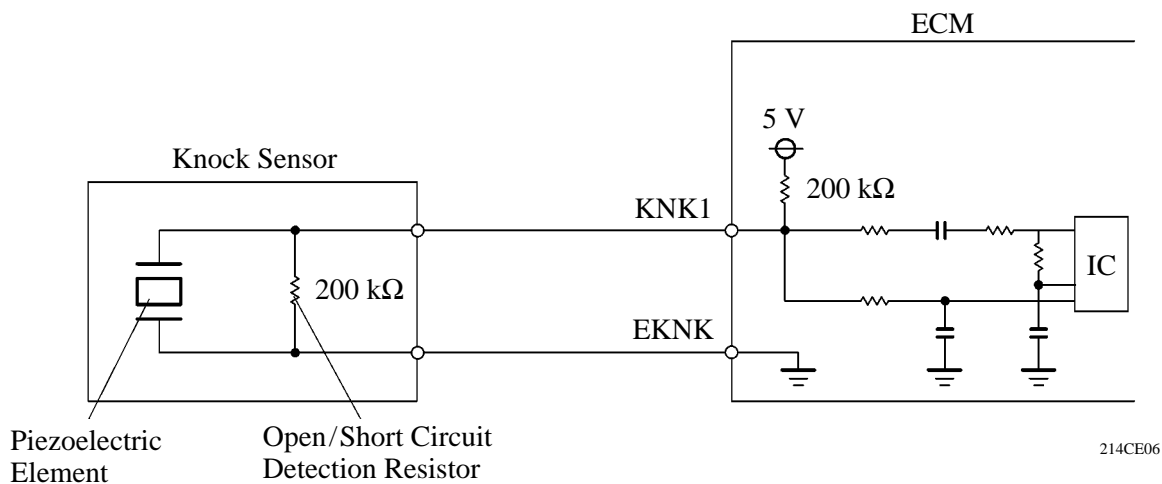 ECM
5 V
Knock Sensor
200 kΩ
KNK1
IC
200 kΩ
EKNK
Piezoelectric
Element
Open/Short Circuit
Detection Resistor
214CE06